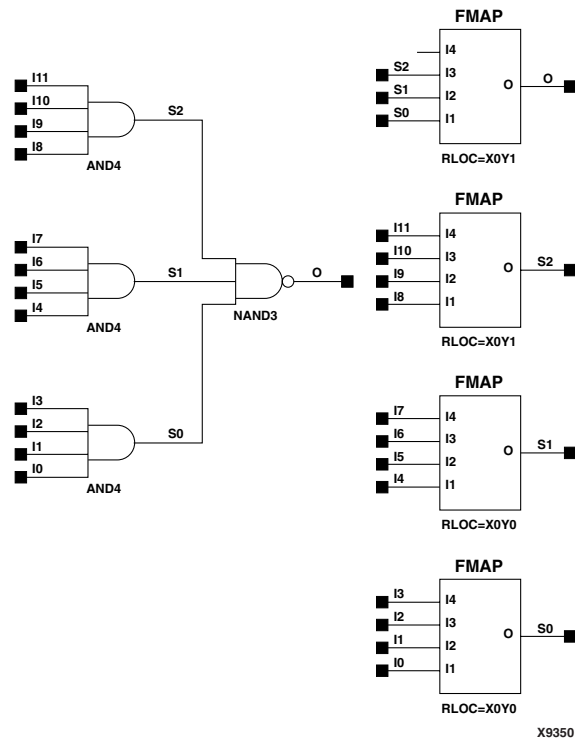 I11
I10
I9
I8
AND4
S2
I7
I6
I5
I4
AND4
S1
I3
I2
I1
I0
AND4
S0
NAND3
O
FMAP
I4
S2 I3
S1 I2
S0 I1
O O
RLOC=X0Y1
FMAP
I11 I4
I10 I3
I9 I2
I8 I1
O S2
RLOC=X0Y1
FMAP
I7 I4
I6 I3
I5 I2
I4 I1
O S1
RLOC=X0Y0
FMAP
I3 I4
I2 I3
I1 I2
I0 I1
O S0
RLOC=X0Y0
X9350